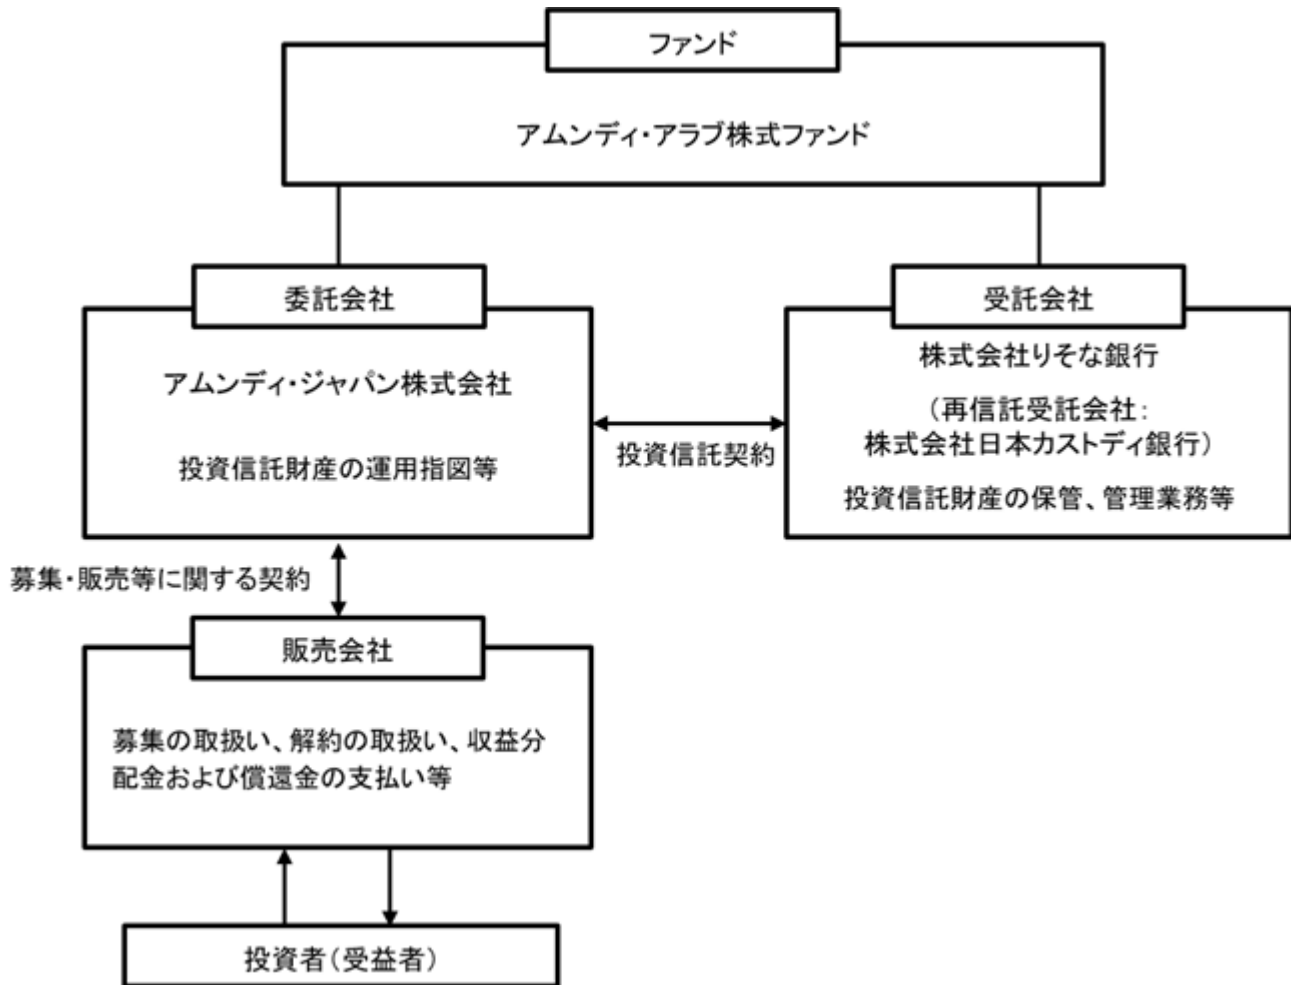 ファンド
アムンディ・アラブ株式ファンド
委託会社
アムンディ・ジャパン株式会社
投資信託財産の運用指図等
投資信託契約
受託会社
株式会社りそな銀行
(再信託受託会社:
株式会社日本カストディ銀行)
投資信託財産の保管、管理業務等
募集・販売等に関する契約
販売会社
募集の取扱い、解約の取扱い、収益分
配金および償還金の支払い等
投資者(受益者)